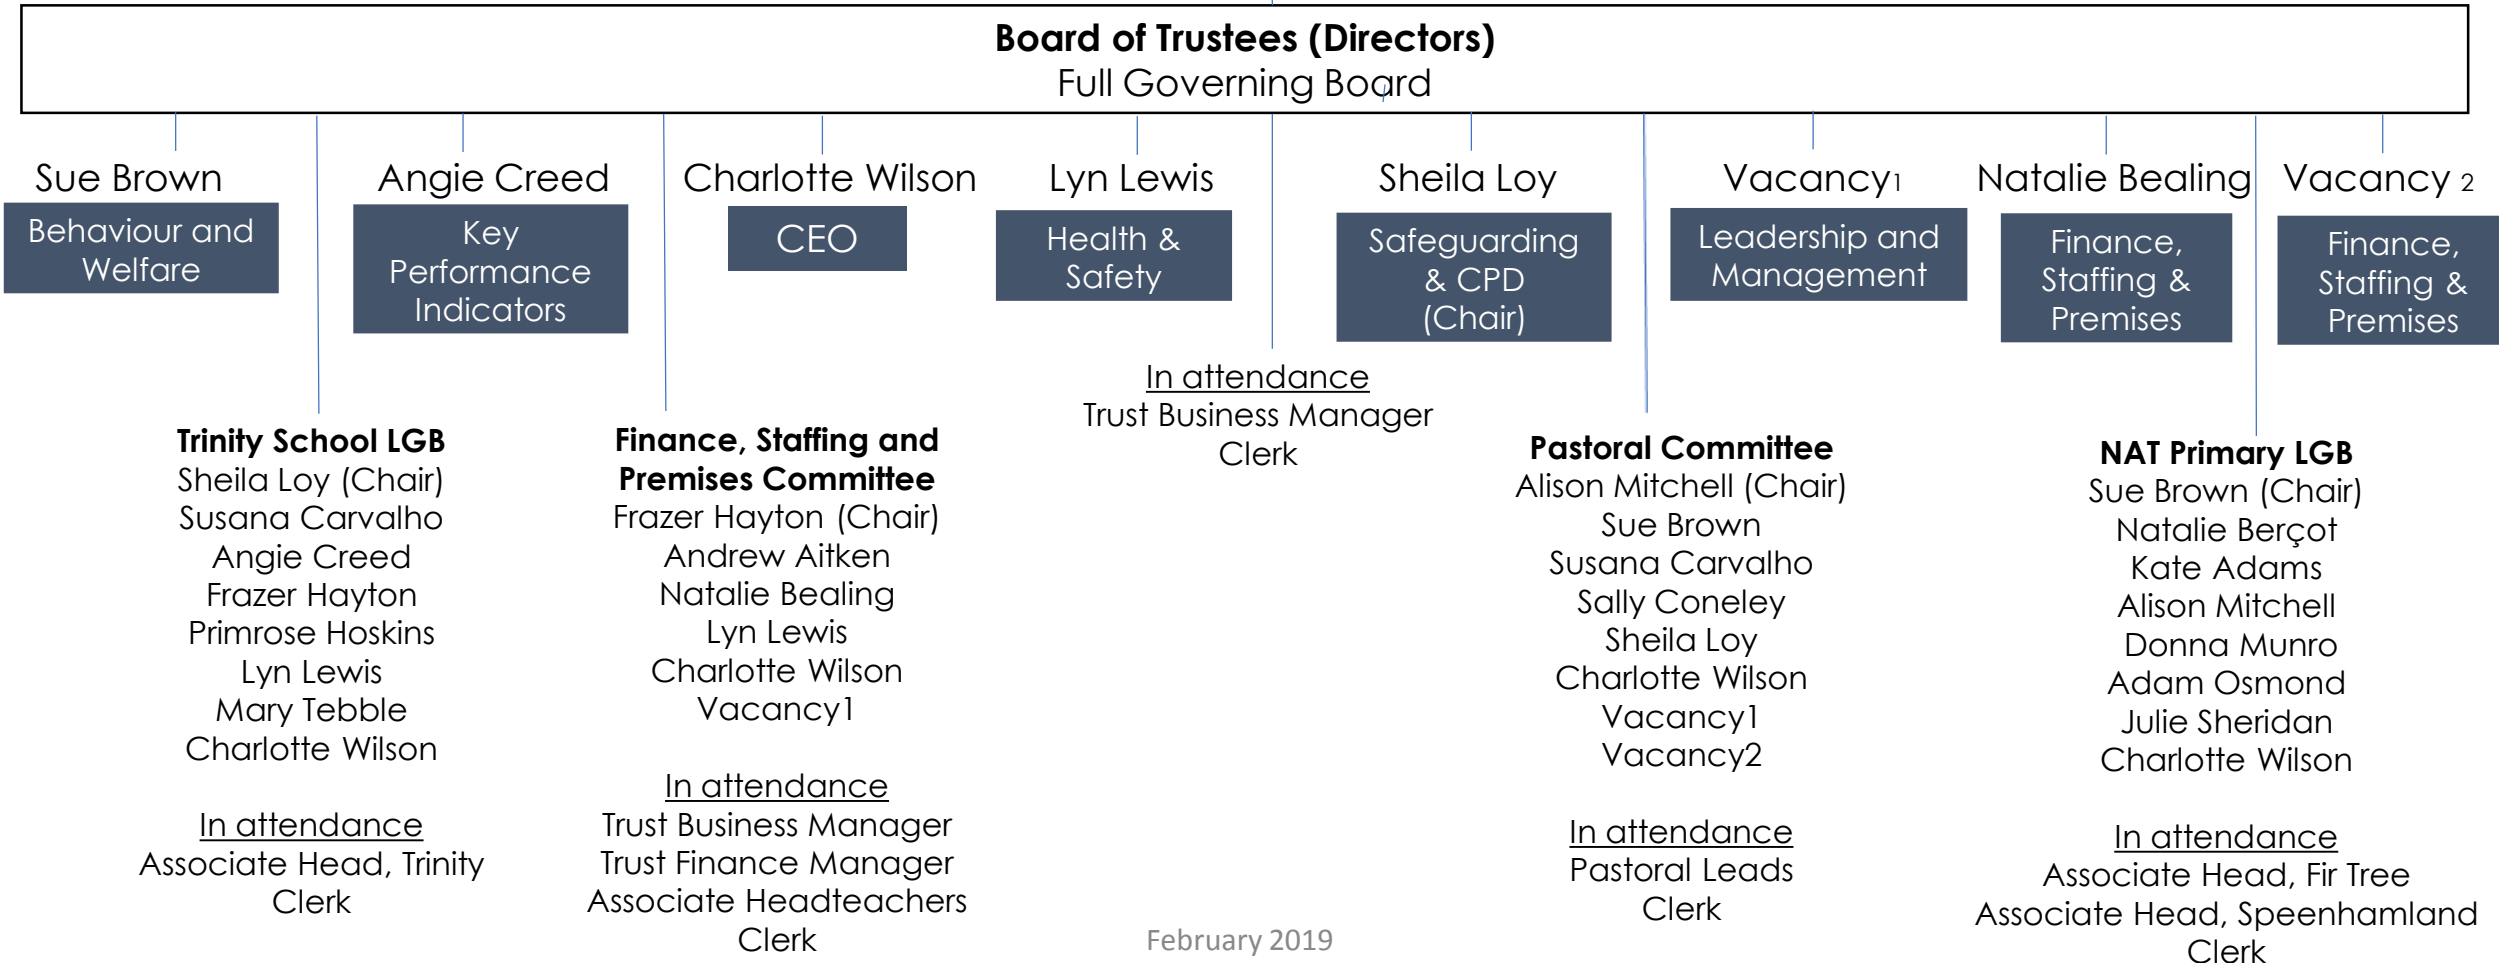 Board of Trustees (Directors)
Full Governing Board
Sue Brown
Behaviour and
Welfare
Angie Creed
Key
Performance
Indicators
Charlotte Wilson
CEO
Lyn Lewis
Health &
Safety
Sheila Loy
Safeguarding
& CPD
(Chair)
Vacancy1
Leadership and
Management
Natalie Bealing
Finance,
Staffing &
Premises
Vacancy 2
Finance,
Staffing &
Premises
Trinity School LGB
Sheila Loy (Chair)
Susana Carvalho
Angie Creed
Frazer Hayton
Primrose Hoskins
Lyn Lewis
Mary Tebble
Charlotte Wilson
In attendance
Associate Head, Trinity
Clerk
Finance, Staffing and
Premises Committee
Frazer Hayton (Chair)
Andrew Aitken
Natalie Bealing
Lyn Lewis
Charlotte Wilson
Vacancy1
In attendance
Trust Business Manager
Trust Finance Manager
Associate Headteachers
Clerk
In attendance
Trust Business Manager
Clerk
Pastoral Committee
Alison Mitchell (Chair)
Sue Brown
Susana Carvalho
Sally Coneley
Sheila Loy
Charlotte Wilson
Vacancy1
Vacancy2
In attendance
Pastoral Leads
Clerk
NAT Primary LGB
Sue Brown (Chair)
Natalie Berçot
Kate Adams
Alison Mitchell
Donna Munro
Adam Osmond
Julie Sheridan
Charlotte Wilson
In attendance
Associate Head, Fir Tree
Associate Head, Speenhamland
Clerk
February 2019